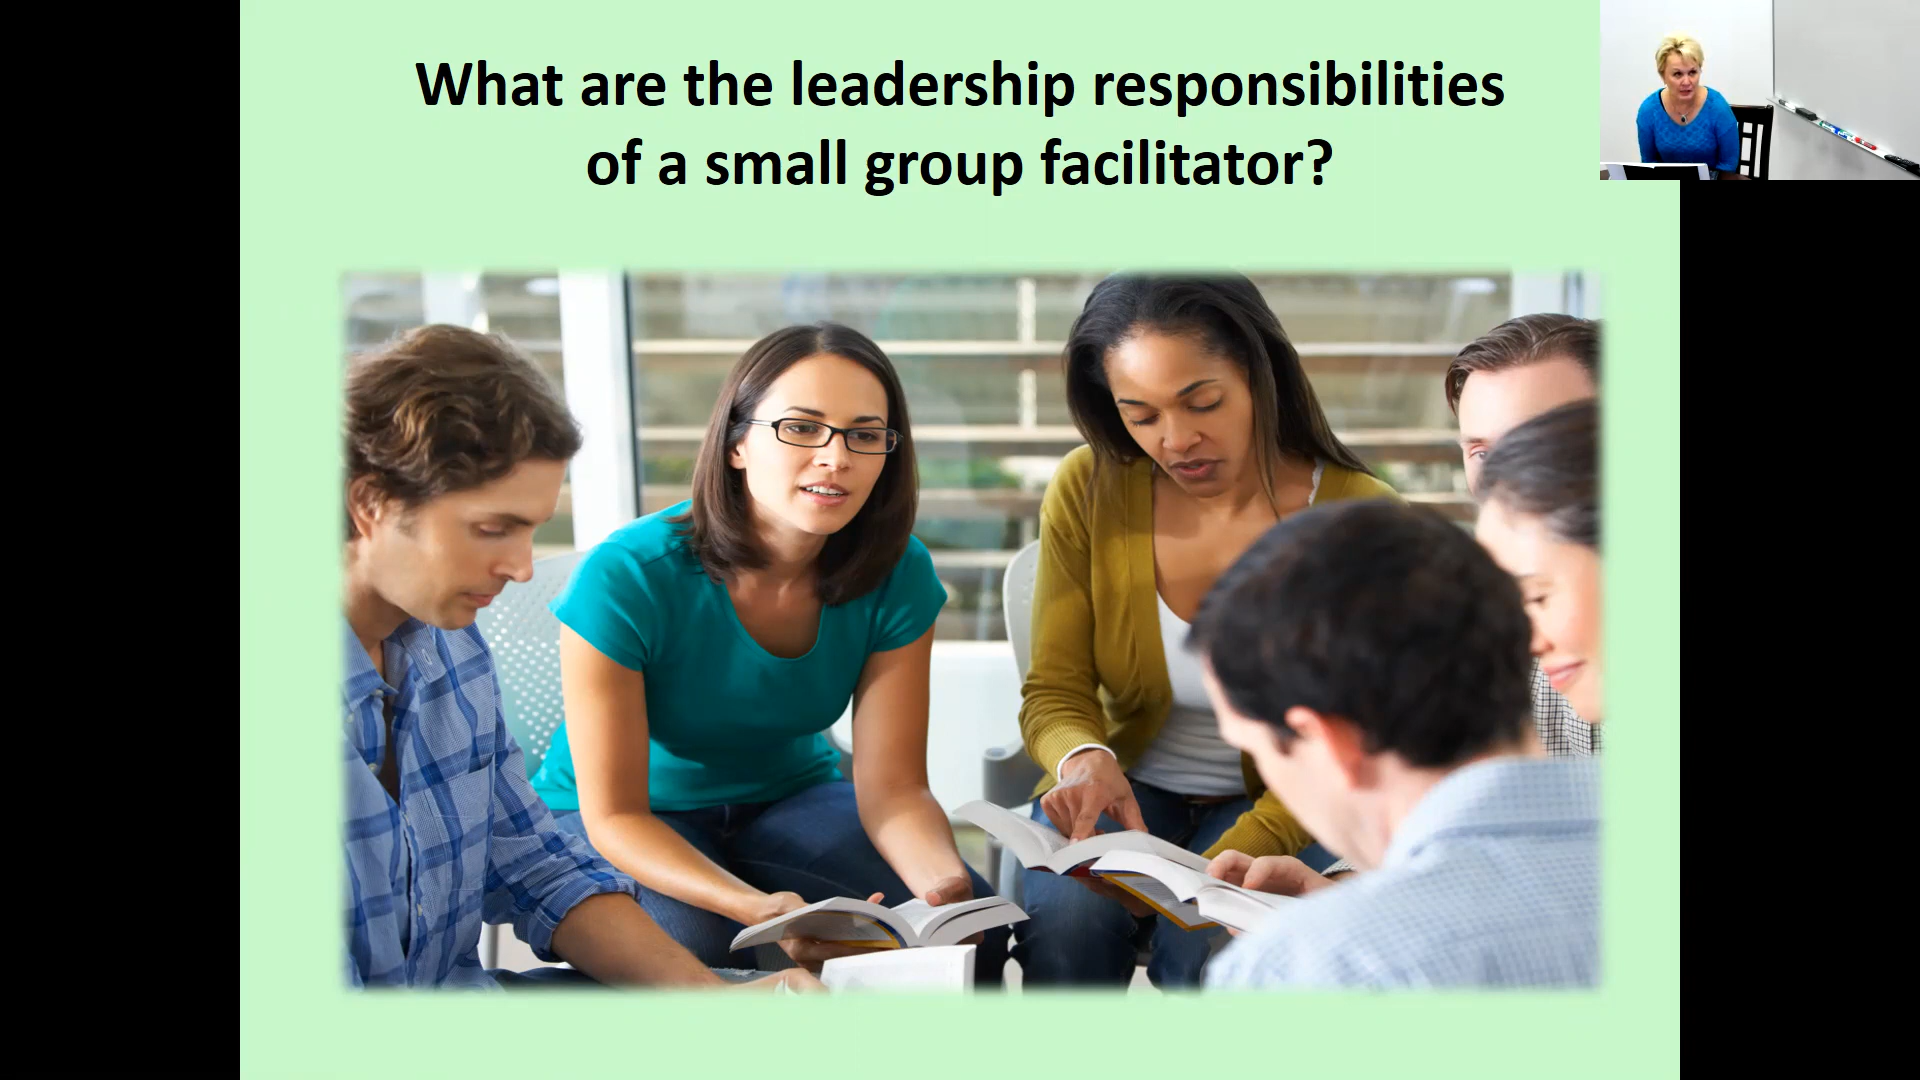 What are the leadership responsibilities
of a small group facilitator?